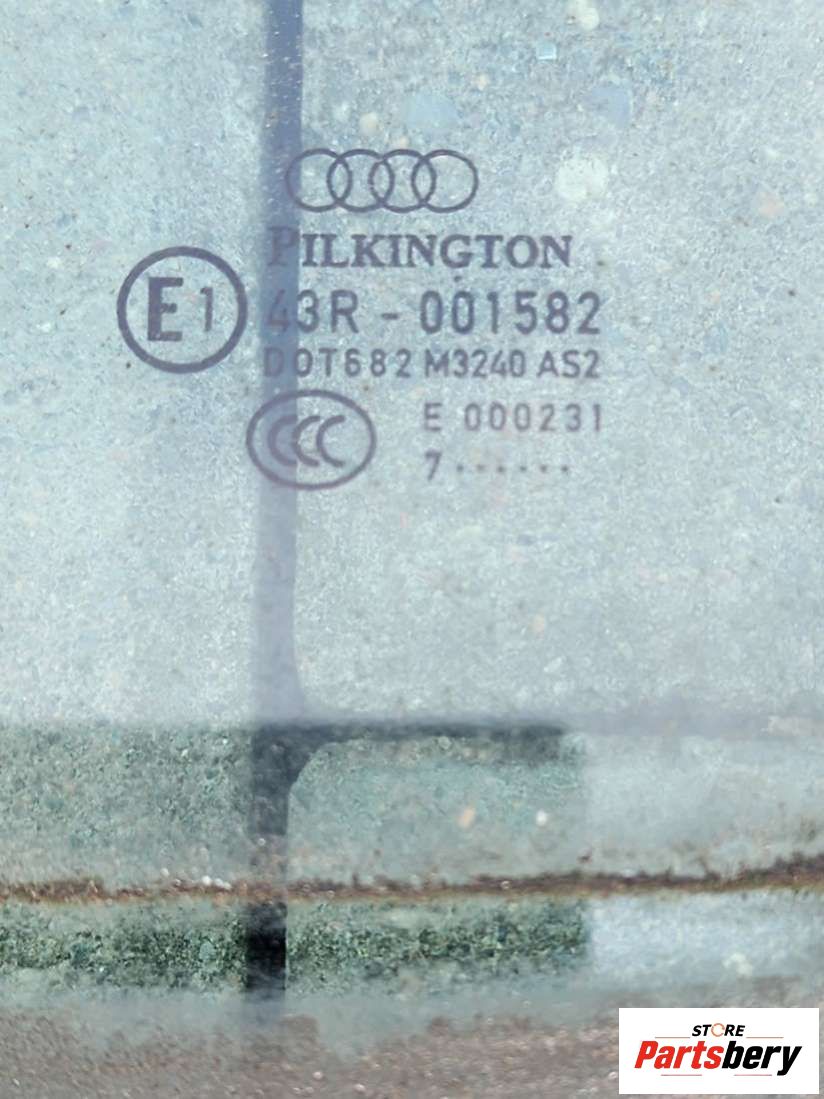 PILKINGTON
E1 43R - 001582
DOT682 M3240 AS2
CCC E 000231
7 · · · · · ·
STORE
Partsbery